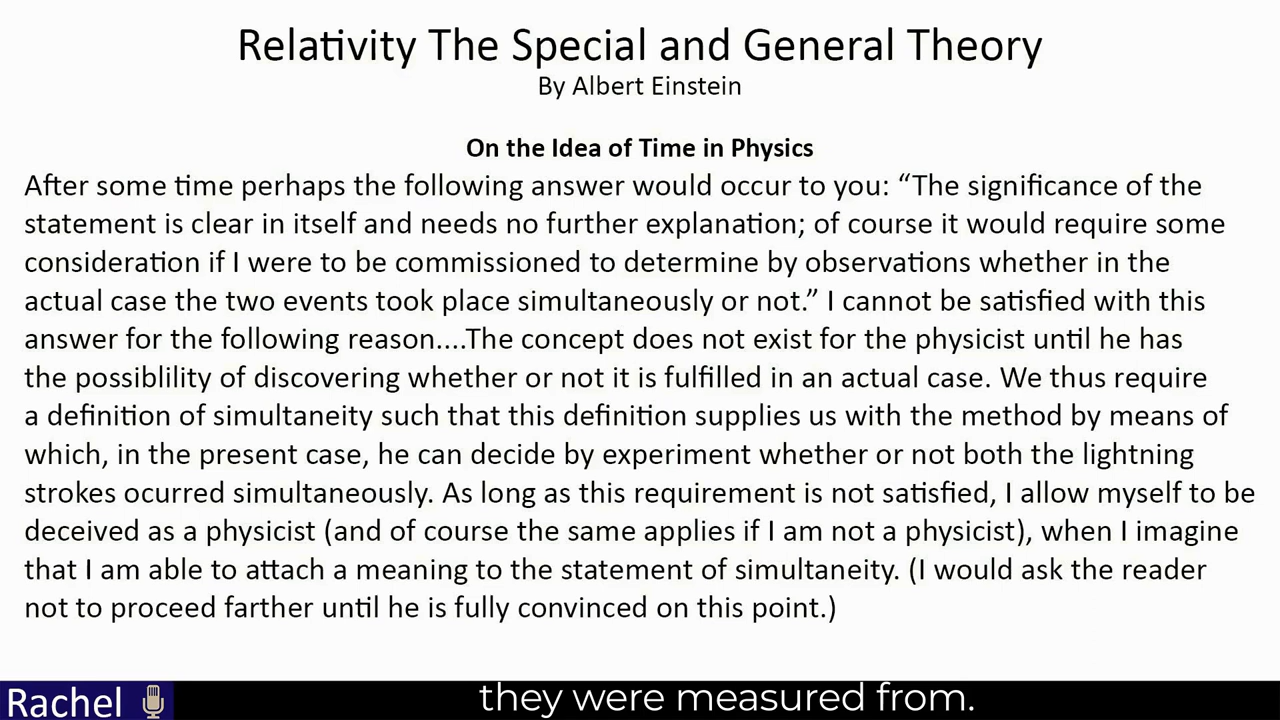 Relativity The Special and General Theory
By Albert Einstein
On the Idea of Time in Physics
After some time perhaps the following answer would occur to you: “The significance of the
statement is clear in itself and needs no further explanation; of course it would require some
consideration if I were to be commissioned to determine by observations whether in the
actual case the two events took place simultaneously or not.” I cannot be satisfied with this
answer for the following reason....The concept does not exist for the physicist until he has
the possiblility of discovering whether or not it is fulfilled in an actual case. We thus require
a definition of simultaneity such that this definition supplies us with the method by means of
which, in the present case, he can decide by experiment whether or not both the lightning
strokes ocurred simultaneously. As long as this requirement is not satisfied, I allow myself to be
deceived as a physicist (and of course the same applies if I am not a physicist), when I imagine
that I am able to attach a meaning to the statement of simultaneity. (I would ask the reader
not to proceed farther until he is fully convinced on this point.)
Rachel
they were measured from.